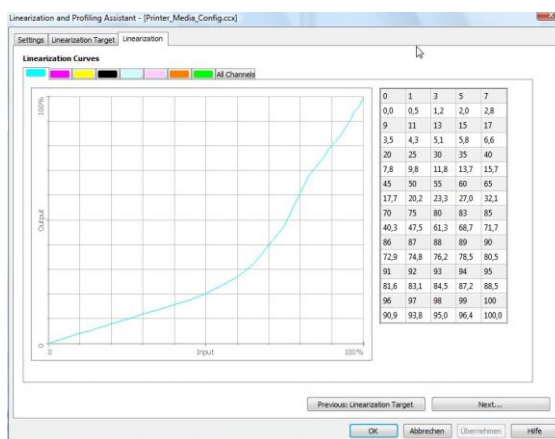 Linearization and Profiling Assistant - [Printer_Media_Config.ccx]
Settings Linearization Target Linearization
Linearization Curves
All Channels
100%
Output
0
0 Input 100%
0 1 3 5 7
0,0 0,5 1,2 2,0 2,8
9 11 13 15 17
3,5 4,3 5,1 5,8 6,6
20 25 30 35 40
7,8 9,8 11,8 13,7 15,7
45 50 55 60 65
17,7 20,2 23,3 27,0 32,1
70 75 80 83 85
40,3 47,5 61,3 68,7 71,7
86 87 88 89 90
72,9 74,8 76,2 78,5 80,5
91 92 93 94 95
81,6 83,1 84,5 87,2 88,5
96 97 98 99 100
90,9 93,8 95,0 96,4 100,0
Previous: Linearization Target Next...
OK Abbrechen Übernehmen Hilfe